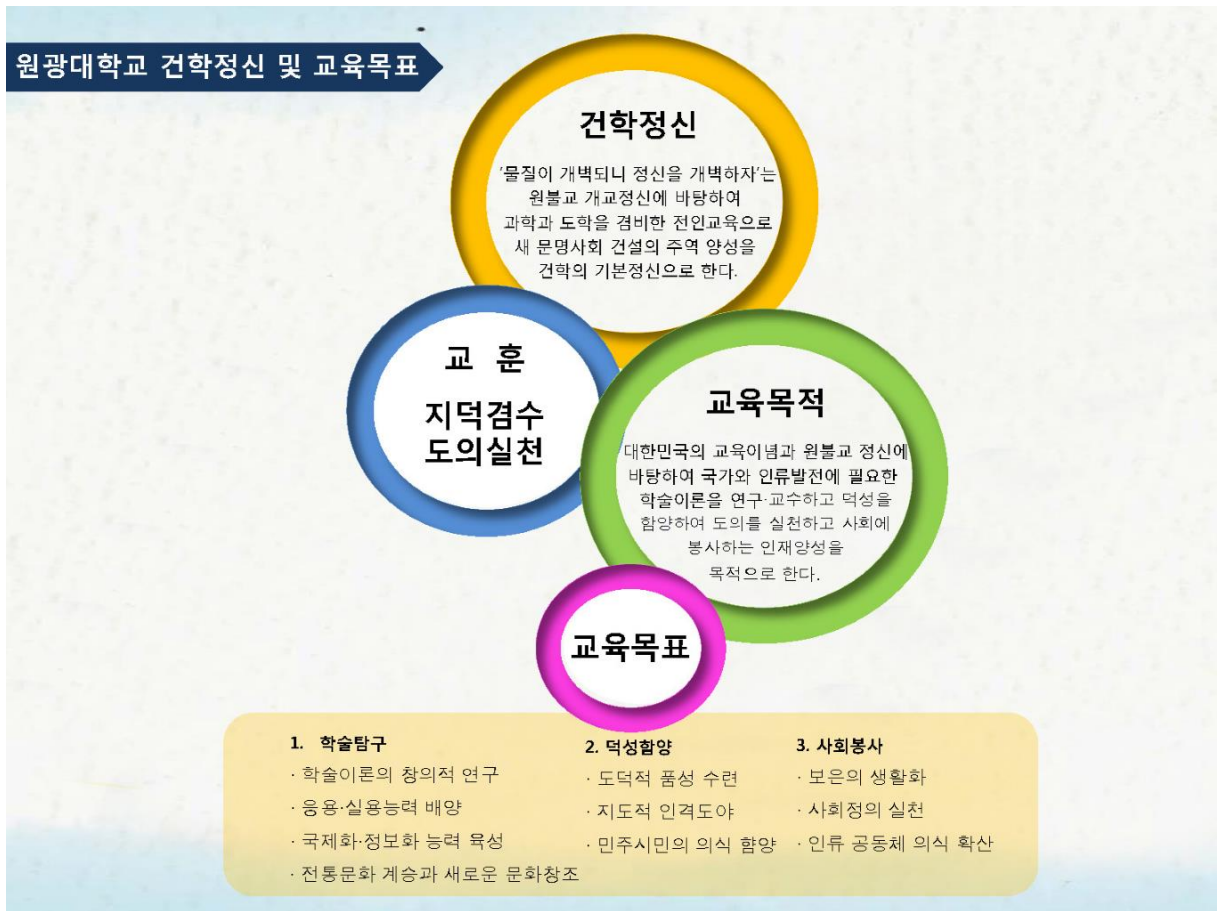 원광대학교 건학정신 및 교육목표
건학정신
'물질이 개벽되니 정신을 개벽하자'는
원불교 개교정신에 바탕하여
과학과 도학을 겸비한 전인교육으로
새 문명사회 건설의 주역 양성을
건학의 기본정신으로 한다.
교 훈
지덕겸수
도의실천
교육목적
대한민국의 교육이념과 원불교 정신에
바탕하여 국가와 인류발전에 필요한
학술이론을 연구·교수하고 덕성을
함양하여 도의를 실천하고 사회에
봉사하는 인재양성을
목적으로 한다.
교육목표
1. 학술탐구
· 학술이론의 창의적 연구
· 응용·실용능력 배양
· 국제화·정보화 능력 육성
· 전통문화 계승과 새로운 문화창조
2. 덕성함양
· 도덕적 품성 수련
· 지도적 인격도야
· 민주시민의 의식 함양
3. 사회봉사
· 보은의 생활화
· 사회정의 실천
· 인류 공동체 의식 확산